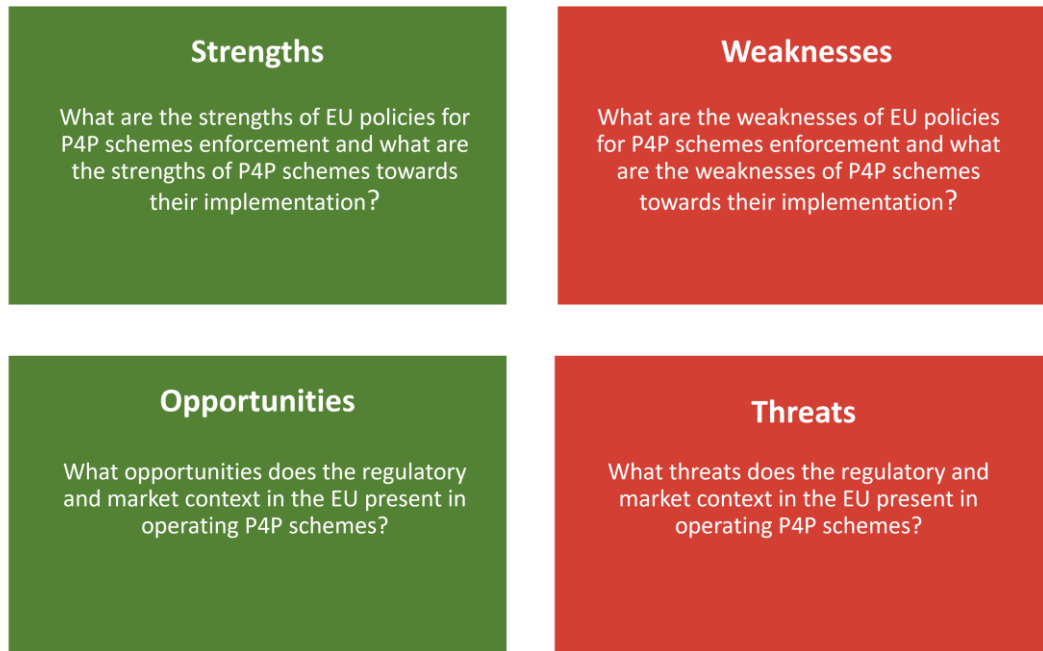 Strengths
What are the strengths of EU policies for
P4P schemes enforcement and what are
the strengths of P4P schemes towards
their implementation?
Weaknesses
What are the weaknesses of EU policies
for P4P schemes enforcement and what
are the weaknesses of P4P schemes
towards their implementation?
Opportunities
What opportunities does the regulatory
and market context in the EU present in
operating P4P schemes?
Threats
What threats does the regulatory and
market context in the EU present in
operating P4P schemes?